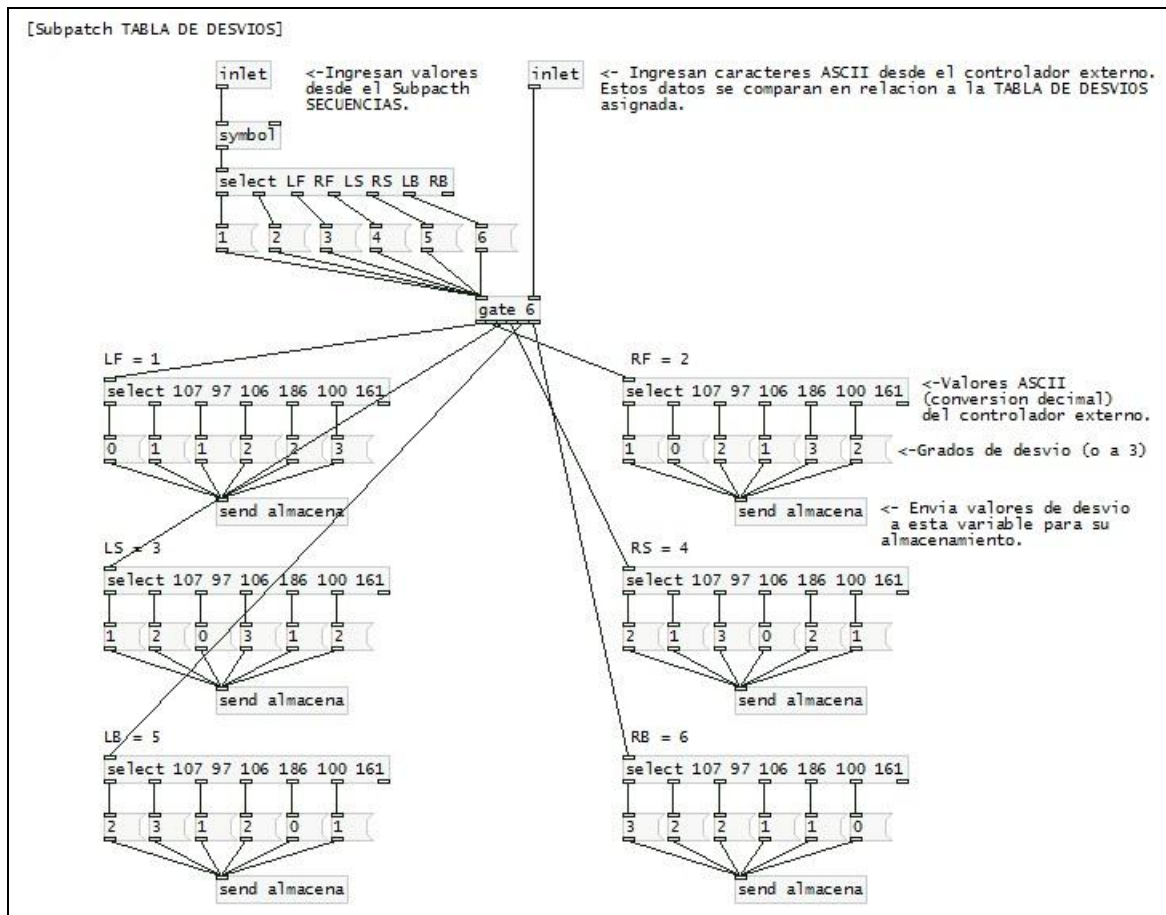 [Subpatch TABLA DE DESVIOS]
inlet
<-Ingresan valores
desde el Subpacth
SECUENCIAS.
inlet
<- Ingresan caracteres ASCII desde el controlador externo.
Estos datos se comparan en relacion a la TABLA DE DESVIOS
asignada.
symbol
select LF RF LS RS LB RB
1 2 3 4 5 6
gate 6
LF = 1
select 107 97 106 186 100 161
0 1 1 2 2 3
send almacena
RF = 2
select 107 97 106 186 100 161
1 0 2 1 3 2
send almacena
<-Valores ASCII
(conversion decimal)
del controlador externo.
<-Grados de desvio (o a 3)
<- Envia valores de desvio
a esta variable para su
almacenamiento.
LS = 3
select 107 97 106 186 100 161
1 2 0 3 1 2
send almacena
RS = 4
select 107 97 106 186 100 161
2 1 3 0 2 1
send almacena
LB = 5
select 107 97 106 186 100 161
2 3 1 2 0 1
send almacena
RB = 6
select 107 97 106 186 100 161
3 2 2 1 1 0
send almacena